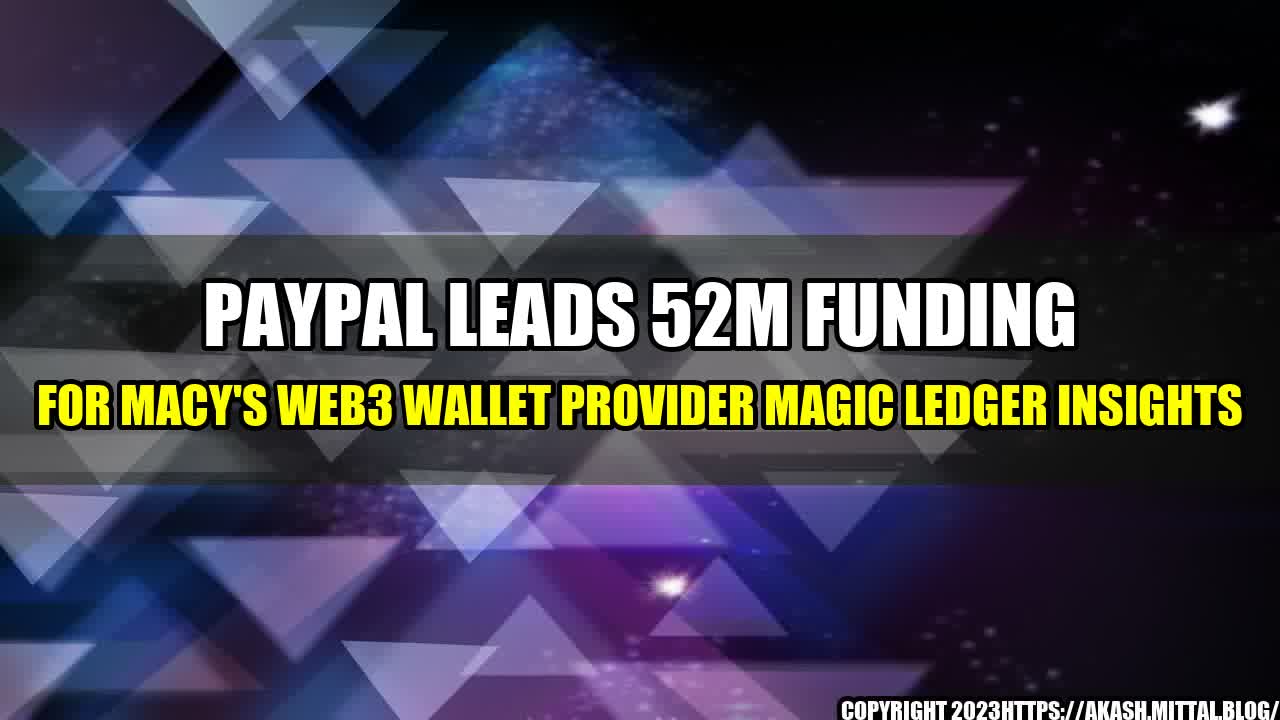 PAYPAL LEADS 52M FUNDING
FOR MACY'S WEB3 WALLET PROVIDER MAGIC LEDGER INSIGHTS
COPYRIGHT 2023HTTPS://AKASH.MITTAL.BLOG/